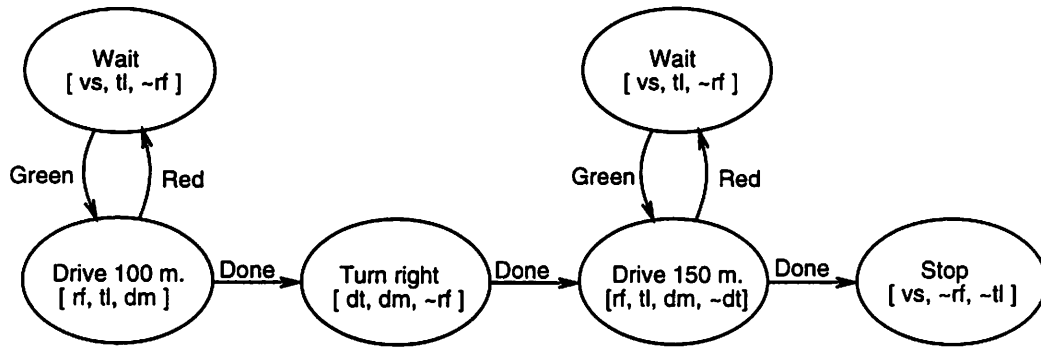 Wait
[ vs, tl, ~rf ]
Wait
[ vs, tl, ~rf ]
Green
Red
Green
Red
Drive 100 m.
[ rf, tl, dm ]
Done
Turn right
[ dt, dm, ~rf ]
Done
Drive 150 m.
[rf, tl, dm, ~dt]
Done
Stop
[ vs, ~rf, ~tl ]